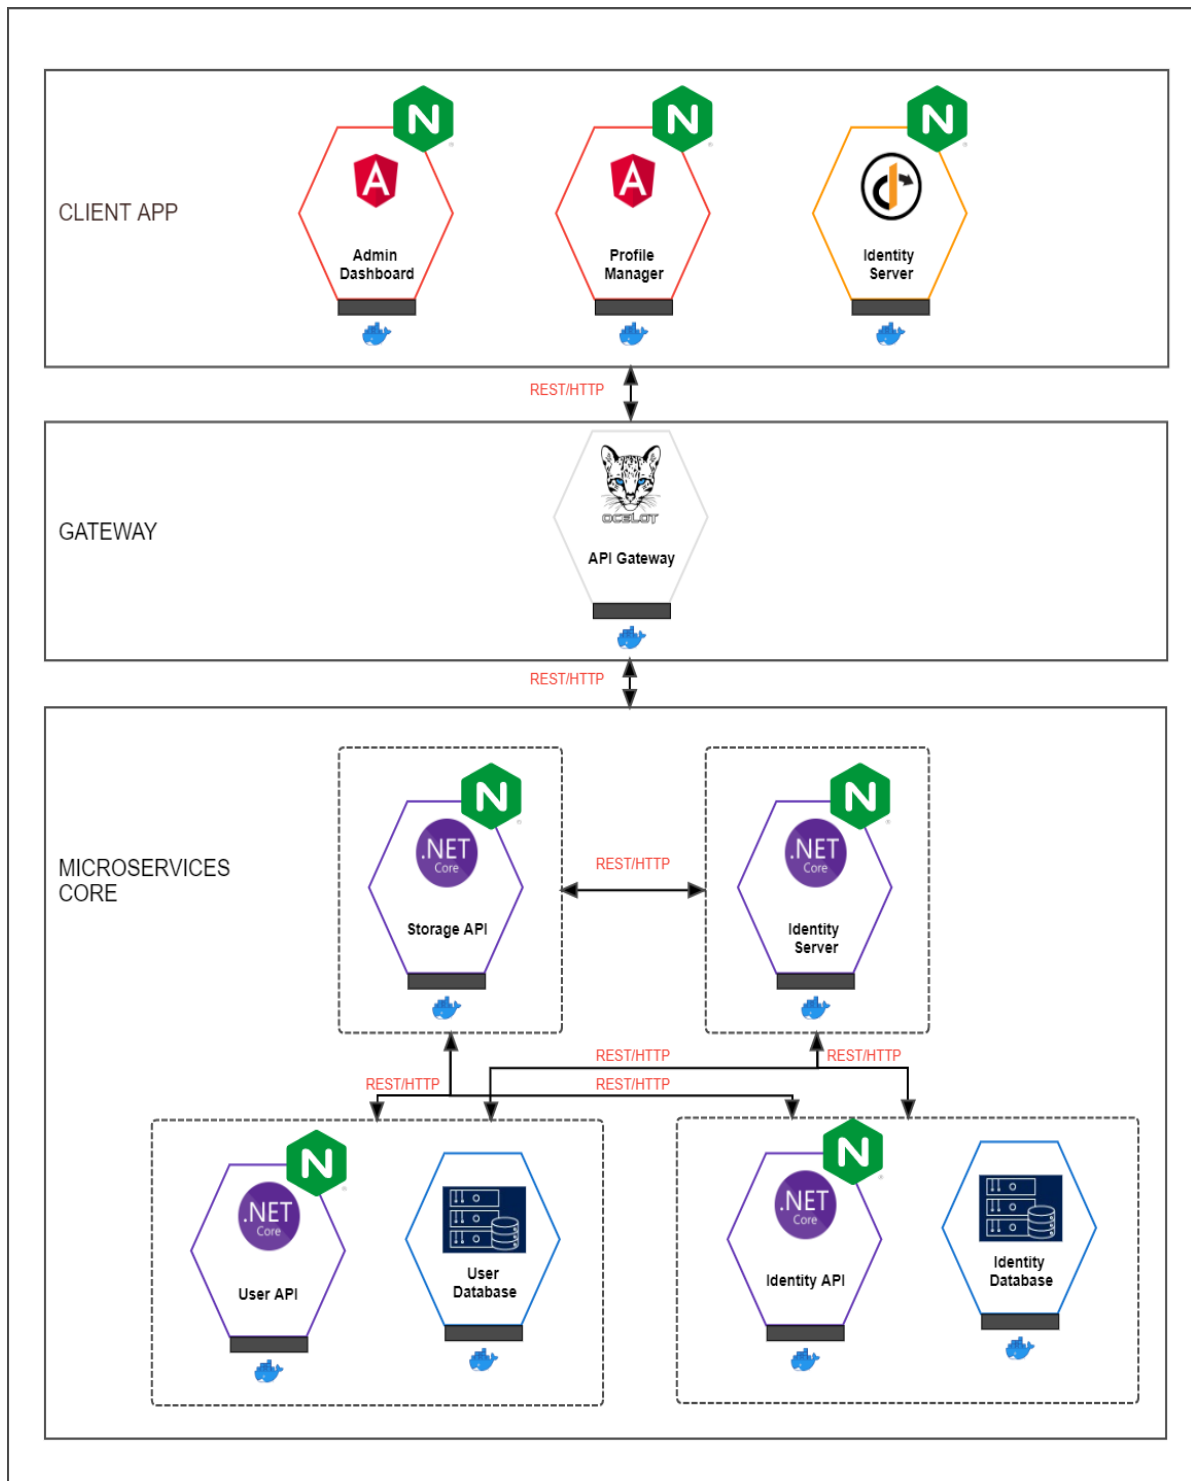 CLIENT APP
N
A
Admin
Dashboard
N
A
Profile
Manager
N
Identity
Server
REST/HTTP
GATEWAY
OCELOT
API Gateway
REST/HTTP
MICROSERVICES
CORE
N
.NET
Core
Storage API
REST/HTTP
N
.NET
Core
Identity
Server
REST/HTTP
REST/HTTP
REST/HTTP
REST/HTTP
N
.NET
Core
User API
User
Database
N
.NET
Core
Identity API
Identity
Database